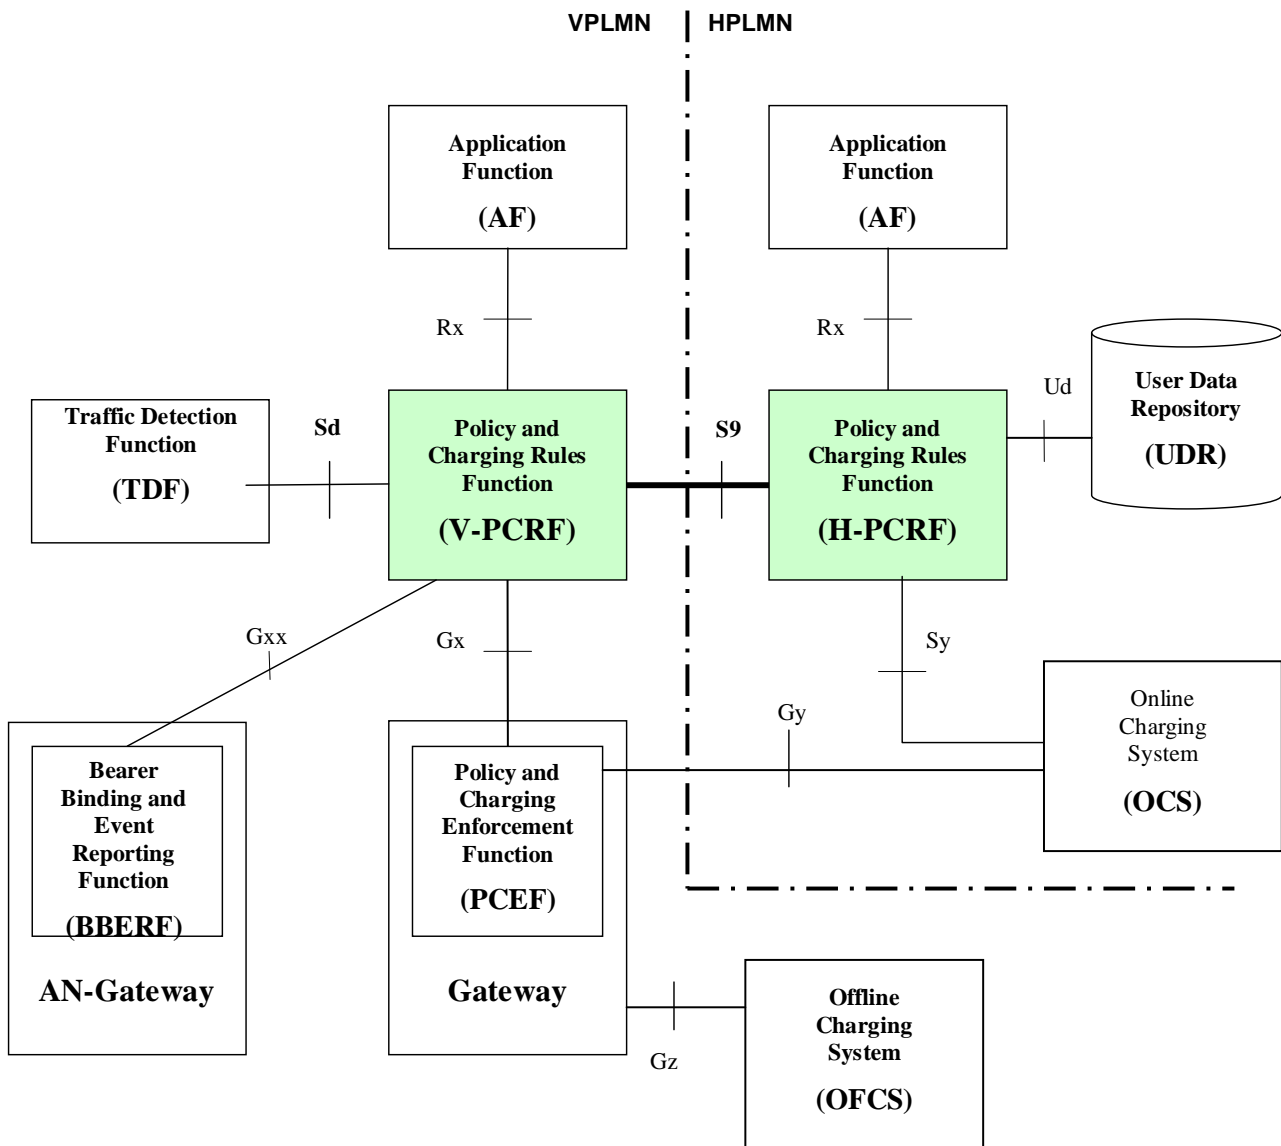 VPLMN
HPLMN
Application
Function
(AF)
Application
Function
(AF)
Rx
Rx
Traffic Detection
Function
(TDF)
Sd
Policy and
Charging Rules
Function
(V-PCRF)
S9
Policy and
Charging Rules
Function
(H-PCRF)
Ud
User Data
Repository
(UDR)
Gxx
Gx
Sy
Gy
Online
Charging
System
(OCS)
Bearer
Binding and
Event
Reporting
Function
(BBERF)
AN-Gateway
Policy and
Charging
Enforcement
Function
(PCEF)
Gateway
Gz
Offline
Charging
System
(OFCS)